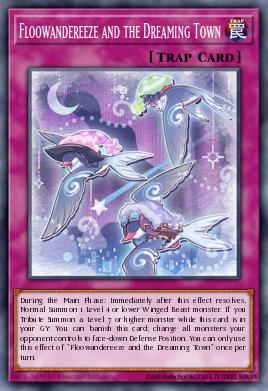 FLOOWANDEREEZE AND THE DREAMING TOWN
TRAP
罠
[ TRAP CARD ]
During the Main Phase: Immediately after this effect resolves,
Normal Summon 1 Level 4 or lower Winged Beast monster. If you
Tribute Summon a Level 7 or higher monster while this card is in
your GY: You can banish this card; change all monsters your
opponent controls to face-down Defense Position. You can only use
this effect of "Floowandereeze and the Dreaming Town" once per
turn.